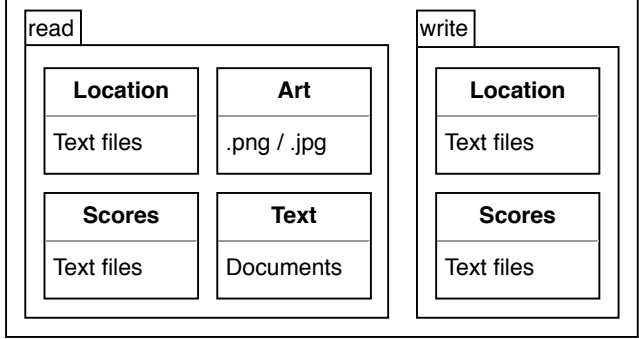 read
Location
Text files
Art
.png / .jpg
Scores
Text files
Text
Documents
write
Location
Text files
Scores
Text files